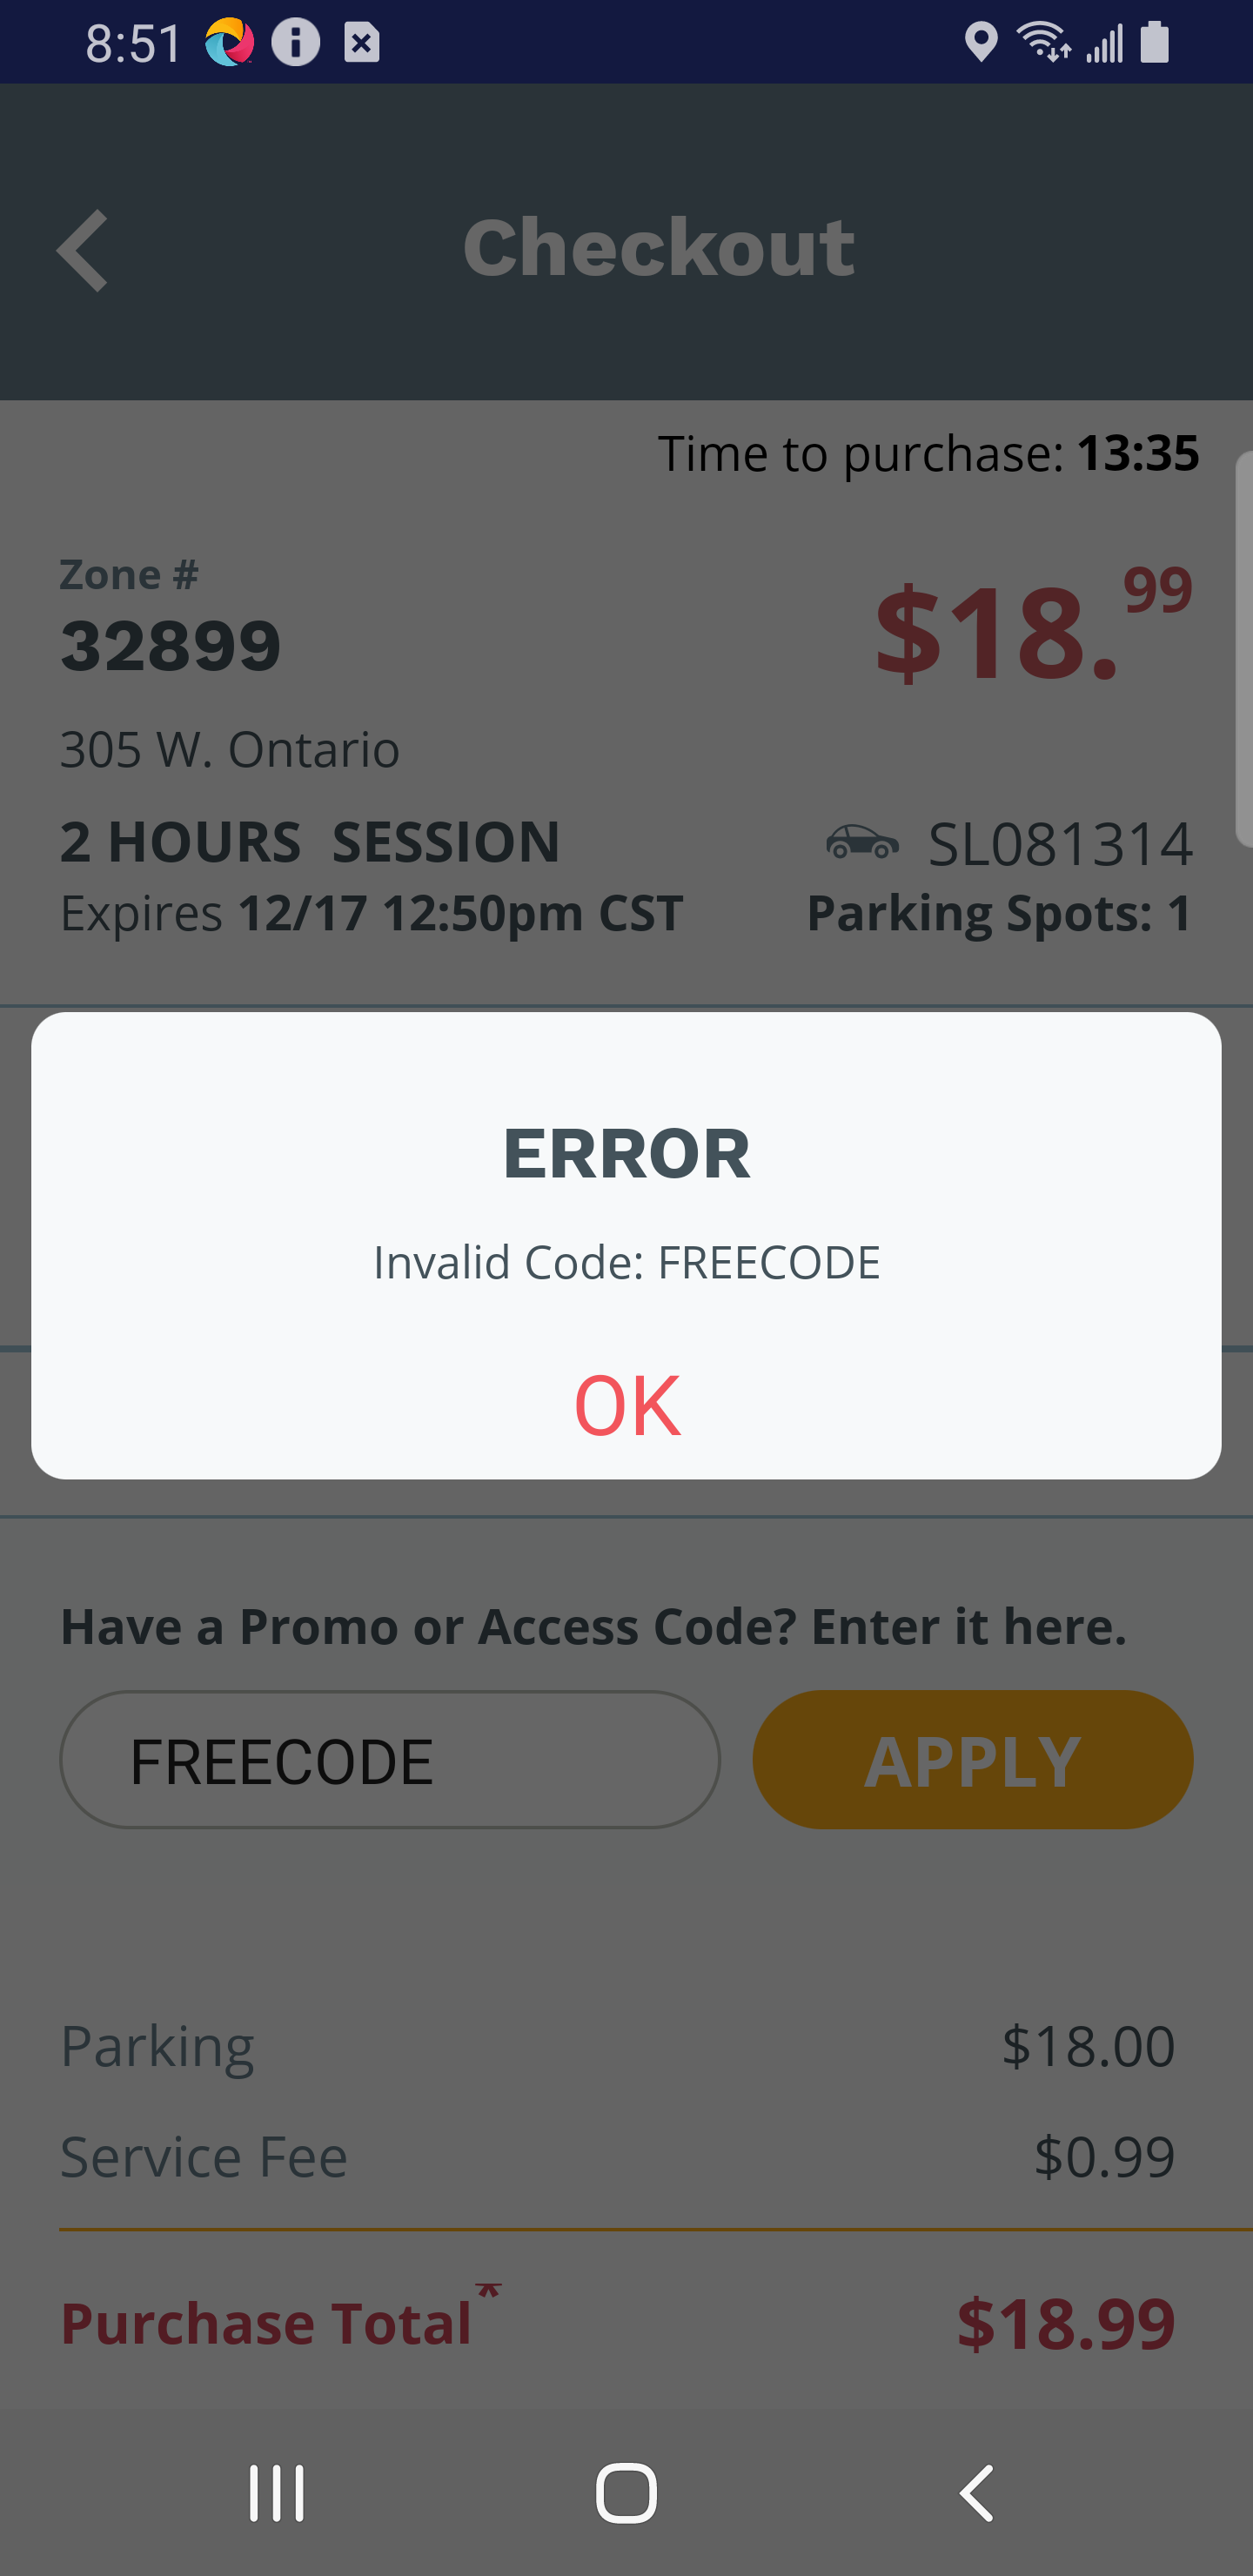 8:51
Checkout
Time to purchase: 13:35
Zone #
32899
$18.99
305 W. Ontario
2 HOURS SESSION
SL081314
Expires 12/17 12:50pm CST
Parking Spots: 1
ERROR
Invalid Code: FREECODE
OK
Have a Promo or Access Code? Enter it here.
FREECODE
APPLY
Parking $18.00
Service Fee $0.99
Purchase Total* $18.99